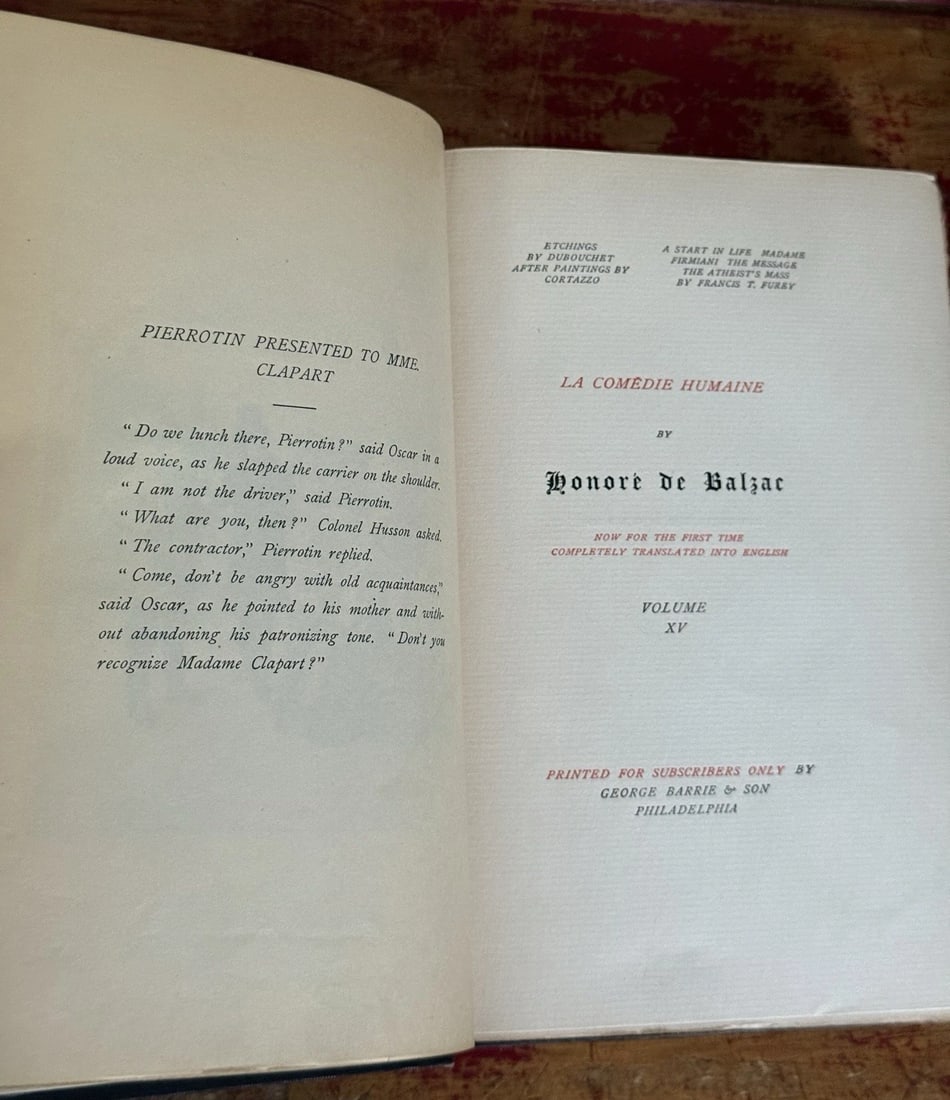 PIERROTIN PRESENTED TO MME.
CLAPART
“Do we lunch there, Pierrotin?” said Oscar in a
loud voice, as he slapped the carrier on the shoulder.
“I am not the driver,” said Pierrotin.
“What are you, then?” Colonel Husson asked.
“The contractor,” Pierrotin replied.
“Come, don't be angry with old acquaintances,”
said Oscar, as he pointed to his mother and with-
out abandoning his patronizing tone. “Don't you
recognize Madame Clapart?”
ETCHINGS
BY DUBOUCHET
AFTER PAINTINGS BY
CORTAZZO
A START IN LIFE MADAME
FIRMIANI THE MESSAGE
THE ATHEIST'S MASS
BY FRANCIS T. FUREY
LA COMÉDIE HUMAINE
BY
Honoré de Balzac
NOW FOR THE FIRST TIME
COMPLETELY TRANSLATED INTO ENGLISH
VOLUME
XV
PRINTED FOR SUBSCRIBERS ONLY BY
GEORGE BARRIE & SON
PHILADELPHIA